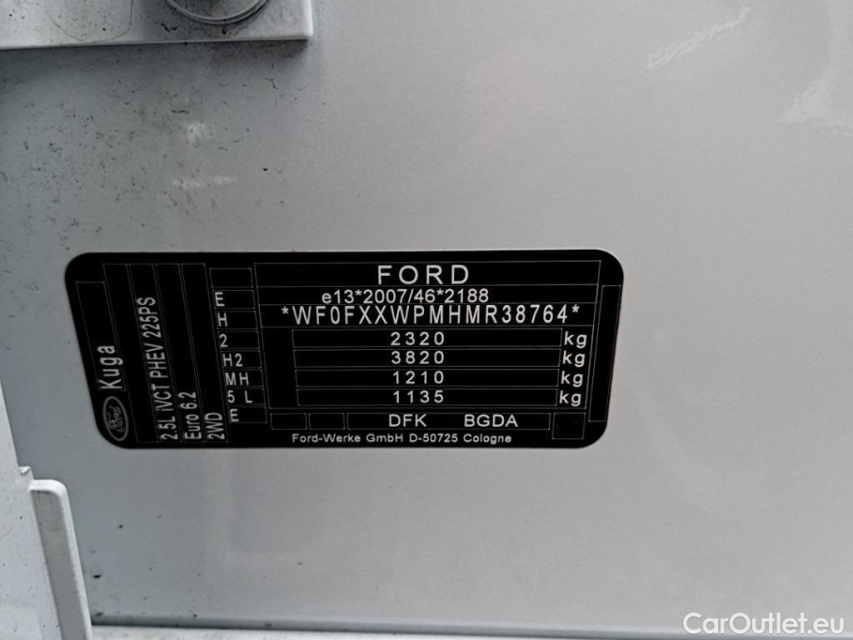 FORD
e13*2007/46*2188
*WF0FXXWPMHMR38764*
2320 kg
3820 kg
1210 kg
1135 kg
DFK BGDA
Ford-Werke GmbH D-50725 Cologne
E
H
2
H2
MH
5 L
E
Ford
Kuga
2.5L iVCT PHEV 225PS
Euro 6.2
2WD
CarOutlet.eu